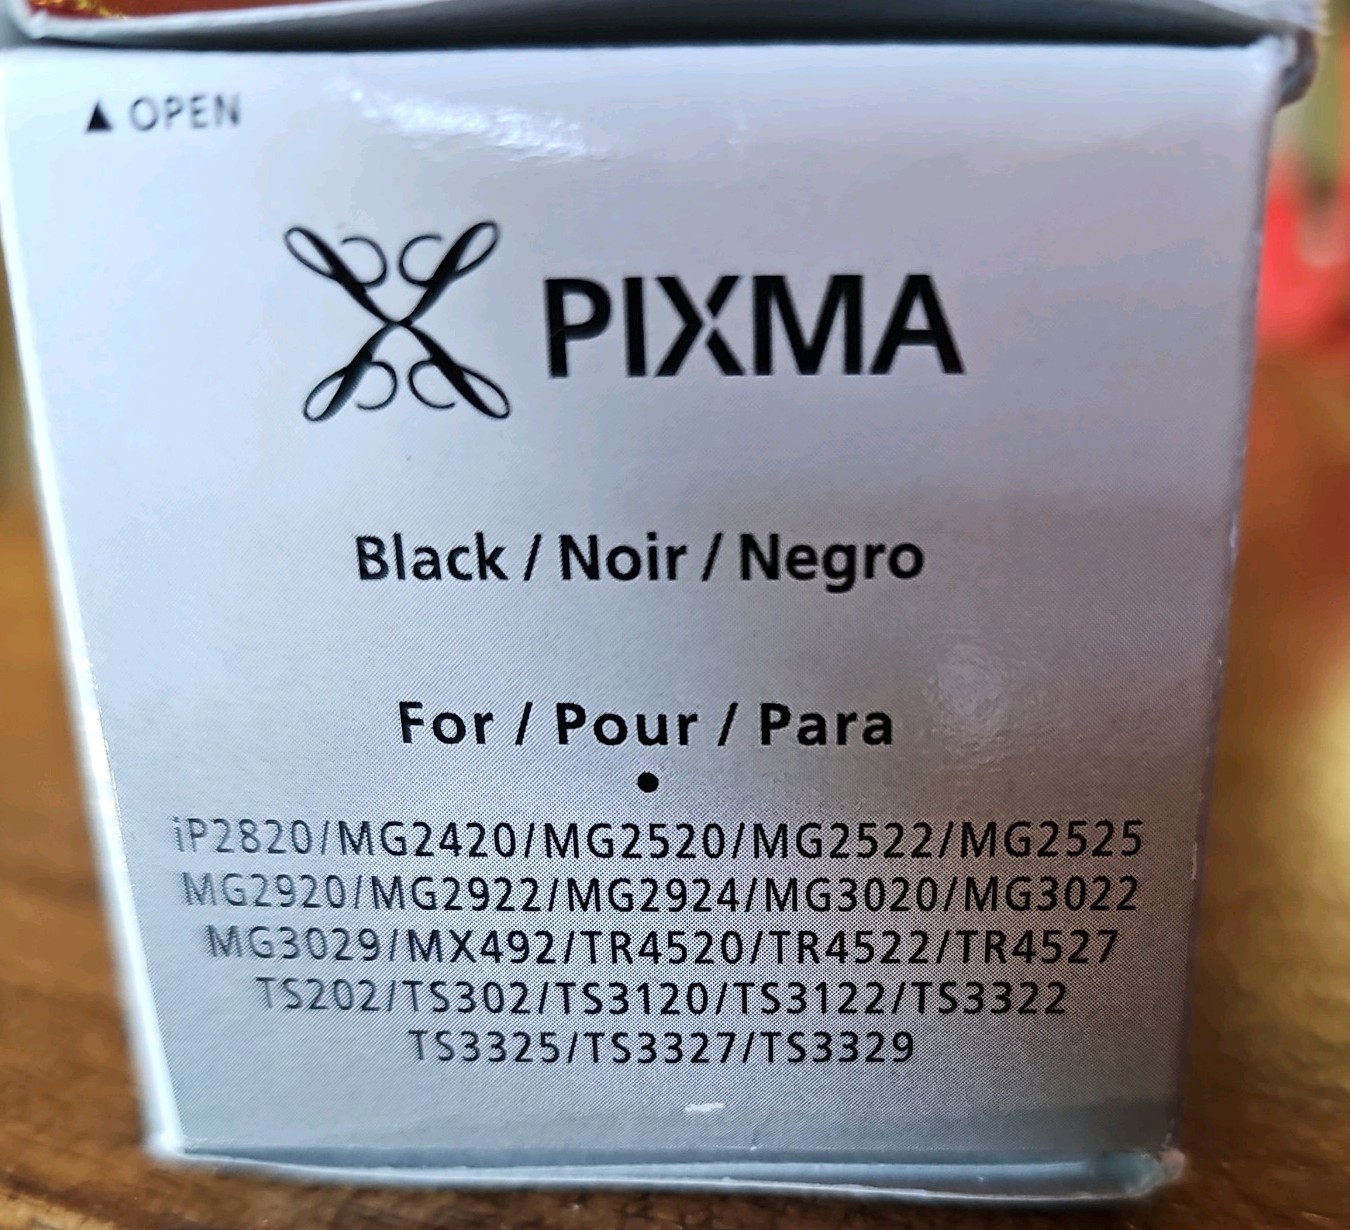 ▲ OPEN
PIXMA
Black / Noir / Negro
For / Pour / Para
•
iP2820/MG2420/MG2520/MG2522/MG2525
MG2920/MG2922/MG2924/MG3020/MG3022
MG3029/MX492/TR4520/TR4522/TR4527
TS202/TS302/TS3120/TS3122/TS3322
TS3325/TS3327/TS3329